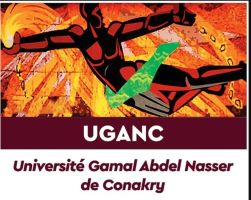 UGANC
Université Gamal Abdel Nasser
de Conakry